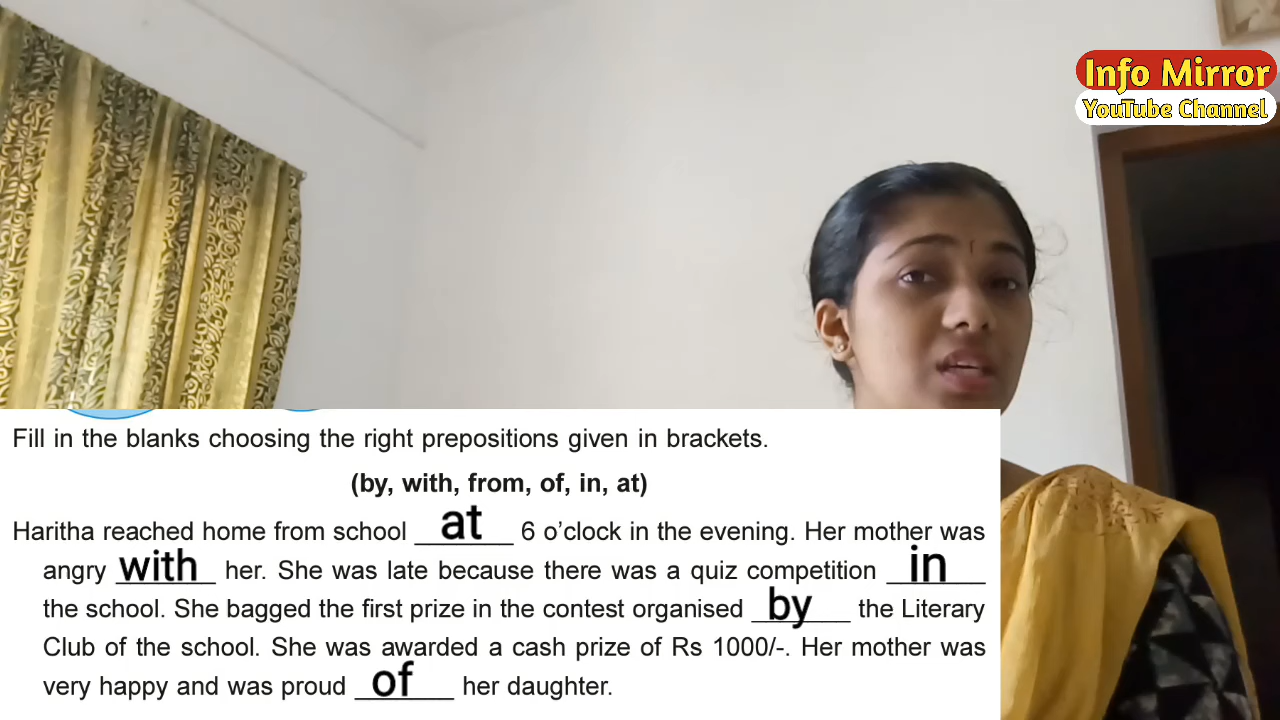 Info Mirror
YouTube Channel
Fill in the blanks choosing the right prepositions given in brackets.
(by, with, from, of, in, at)
Haritha reached home from school at 6 o’clock in the evening. Her mother was
angry with her. She was late because there was a quiz competition in
the school. She bagged the first prize in the contest organised by the Literary
Club of the school. She was awarded a cash prize of Rs 1000/-. Her mother was
very happy and was proud of her daughter.